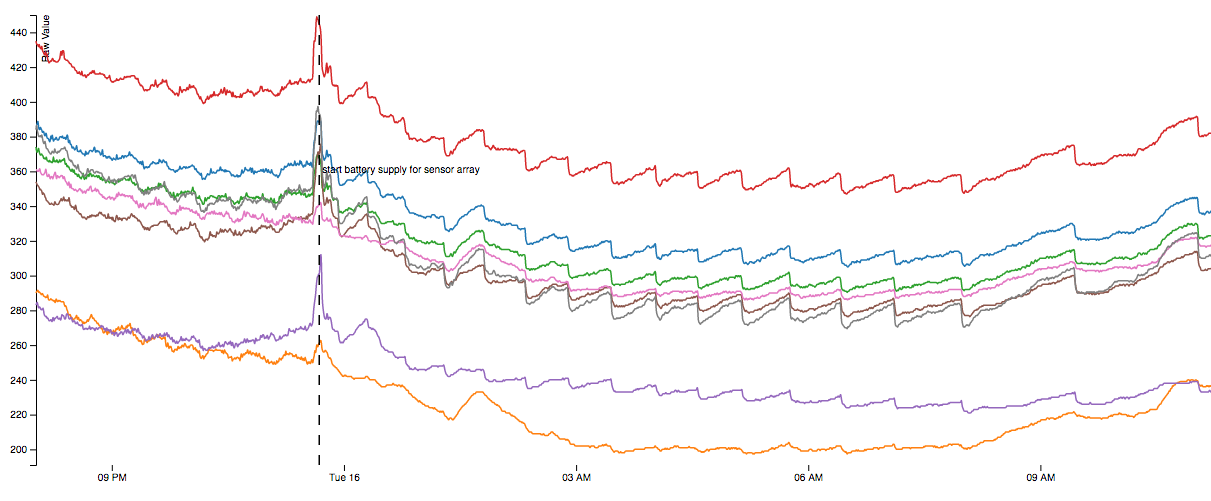 Raw Value
440
420
400
380
360
340
320
300
280
260
240
220
200
start battery supply for sensor array
09 PM
Tue 16
03 AM
06 AM
09 AM